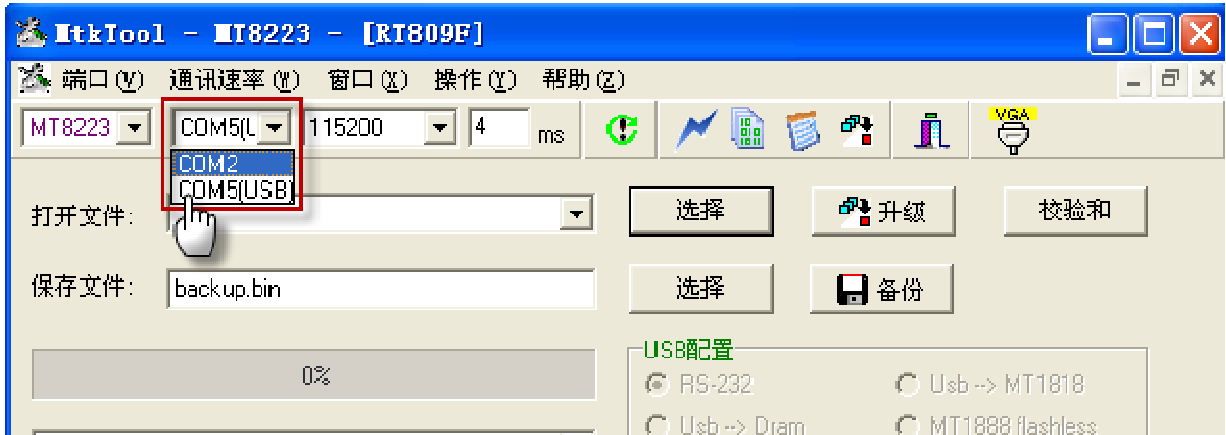 MtkTool - MT8223 - [RT809F]
端口(V) 通讯速率(W) 窗口(X) 操作(Y) 帮助(Z)
MT8223 COM5(U 115200 4 ms VGA
COM2
COM5(USB)
打开文件: 选择 升级 校验和
保存文件: backup.bin 选择 备份
USB配置
0%
RS-232 Usb --> MT1818
Usb --> Dram MT1888 flashless